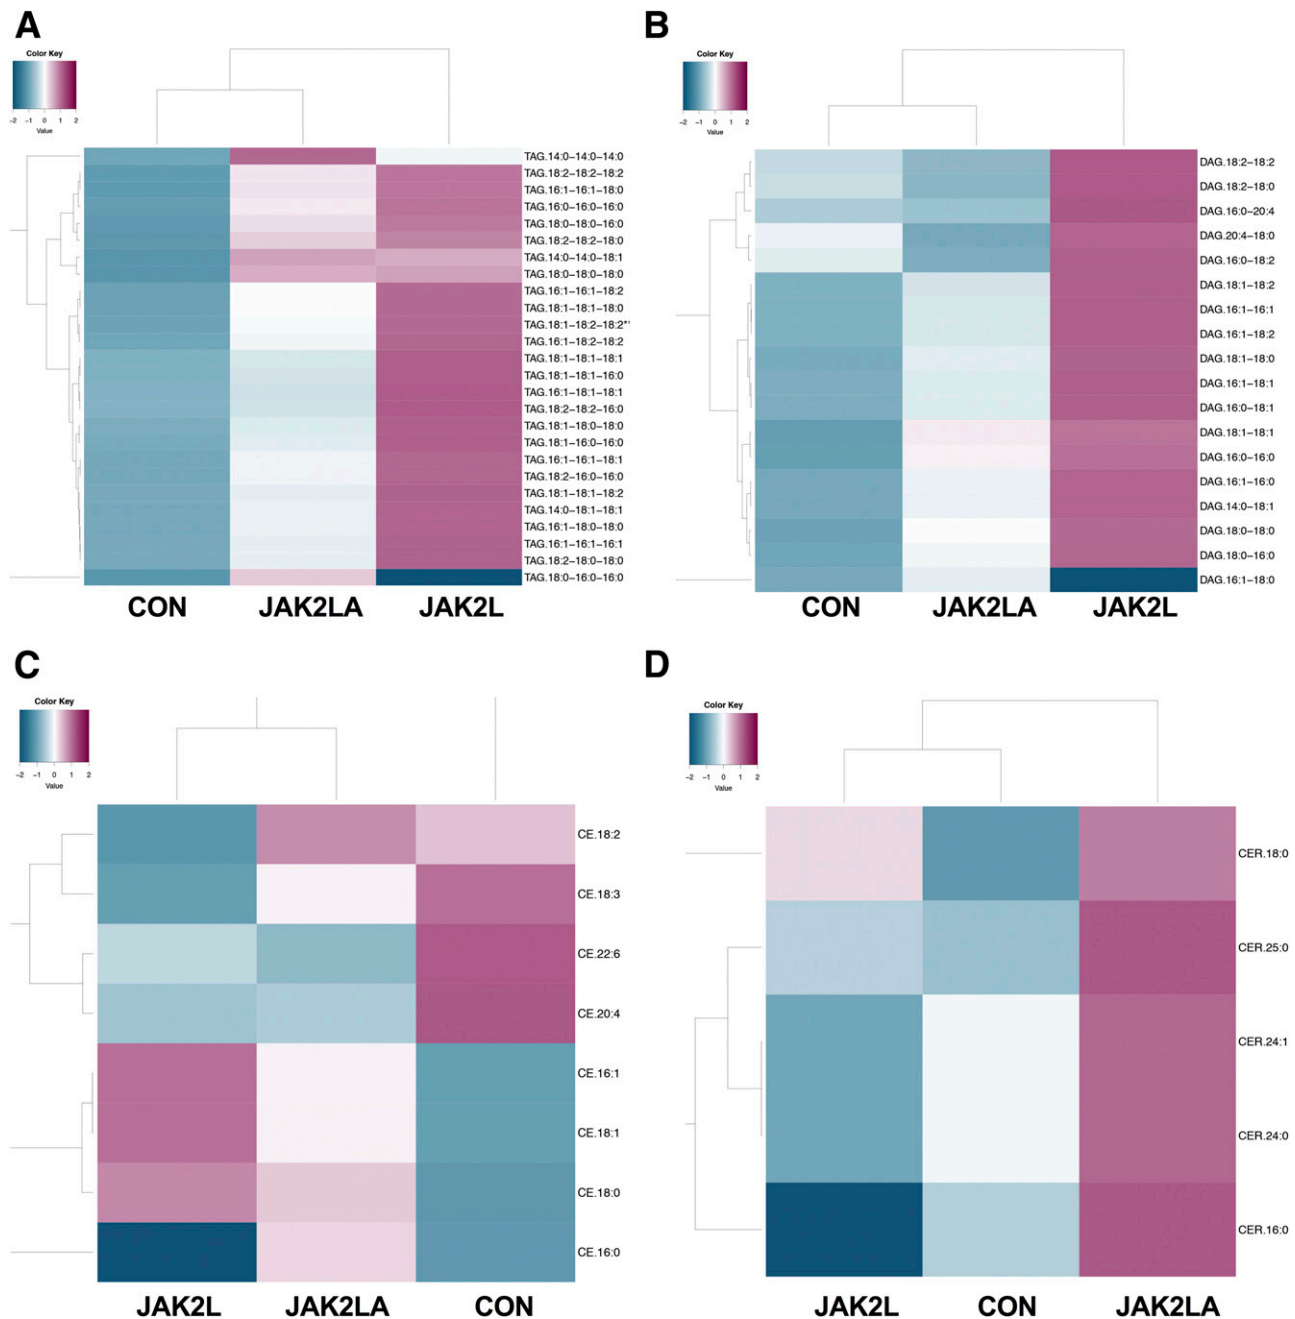 A
Color Key
−2 −1 0 1 2
Value
TAG.14:0−14:0−14:0
TAG.18:2−18:2−18:2
TAG.16:1−16:1−18:0
TAG.16:0−16:0−16:0
TAG.18:0−18:0−16:0
TAG.18:2−18:2−18:0
TAG.14:0−14:0−18:1
TAG.18:0−18:0−18:0
TAG.16:1−16:1−18:2
TAG.18:1−18:1−18:0
TAG.18:1−18:2−18:2*'
TAG.16:1−18:2−18:2
TAG.18:1−18:1−18:1
TAG.18:1−18:1−16:0
TAG.16:1−18:1−18:1
TAG.18:2−18:2−16:0
TAG.18:1−18:0−18:0
TAG.18:1−16:0−16:0
TAG.16:1−16:1−18:1
TAG.18:2−16:0−16:0
TAG.18:1−18:1−18:2
TAG.14:0−18:1−18:1
TAG.16:1−18:0−18:0
TAG.16:1−16:1−16:1
TAG.18:2−18:0−18:0
TAG.18:0−16:0−16:0
CON JAK2LA JAK2L
B
Color Key
−2 −1 0 1 2
Value
DAG.18:2−18:2
DAG.18:2−18:0
DAG.16:0−20:4
DAG.20:4−18:0
DAG.16:0−18:2
DAG.18:1−18:2
DAG.16:1−16:1
DAG.16:1−18:2
DAG.18:1−18:0
DAG.16:1−18:1
DAG.16:0−18:1
DAG.18:1−18:1
DAG.16:0−16:0
DAG.16:1−16:0
DAG.14:0−18:1
DAG.18:0−18:0
DAG.18:0−16:0
DAG.16:1−18:0
CON JAK2LA JAK2L
C
Color Key
−2 −1 0 1 2
Value
CE.18:2
CE.18:3
CE.22:6
CE.20:4
CE.16:1
CE.18:1
CE.18:0
CE.16:0
JAK2L JAK2LA CON
D
Color Key
−2 −1 0 1 2
Value
CER.18:0
CER.25:0
CER.24:1
CER.24:0
CER.16:0
JAK2L CON JAK2LA